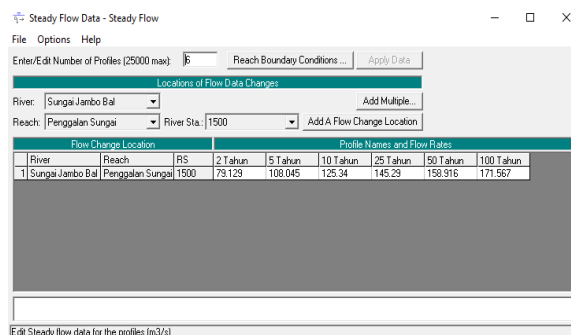 Steady Flow Data - Steady Flow
File Options Help
Enter/Edit Number of Profiles (25000 max): 6 Reach Boundary Conditions ... Apply Data
Locations of Flow Data Changes
River: Sungai Jambo Bal Add Multiple...
Reach: Penggalan Sungai River Sta.: 1500 Add A Flow Change Location
Flow Change Location Profile Names and Flow Rates
River Reach RS 2 Tahun 5 Tahun 10 Tahun 25 Tahun 50 Tahun 100 Tahun
1 Sungai Jambo Bal Penggalan Sungai 1500 79.129 108.045 125.34 145.29 158.916 171.567
Edit Steady flow data for the profiles (m3/s)